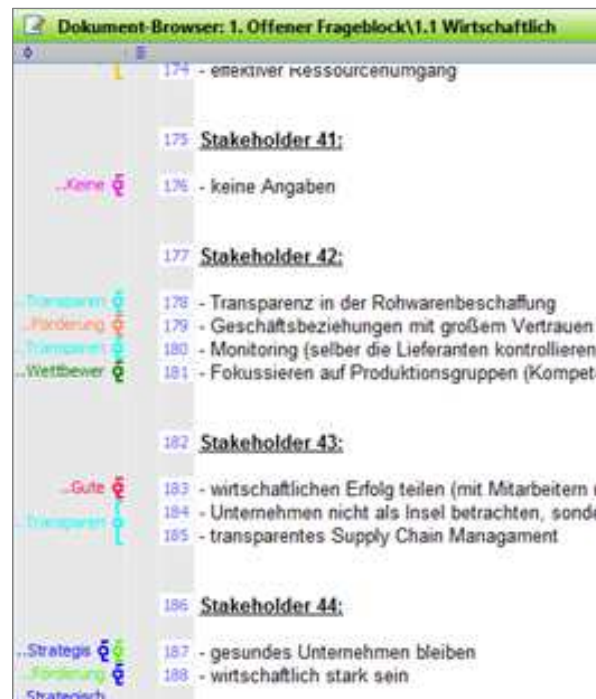 Dokument-Browser: 1. Offener Frageblock\1.1 Wirtschaftlich
174 - effektiver Ressourcenumgang
175 Stakeholder 41:
..Keine 176 - keine Angaben
177 Stakeholder 42:
..Transparen 178 - Transparenz in der Rohwarenbeschaffung
..Förderung 179 - Geschäftsbeziehungen mit großem Vertrauen
..Transparen 180 - Monitoring (selber die Lieferanten kontrollieren
..Wettbewer 181 - Fokussieren auf Produktionsgruppen (Kompet
182 Stakeholder 43:
..Gute 183 - wirtschaftlichen Erfolg teilen (mit Mitarbeitern
184 - Unternehmen nicht als Insel betrachten, sonde
..Transparen 185 - transparentes Supply Chain Managament
186 Stakeholder 44:
..Strategis 187 - gesundes Unternehmen bleiben
..Förderung 188 - wirtschaftlich stark sein
..Strategisch